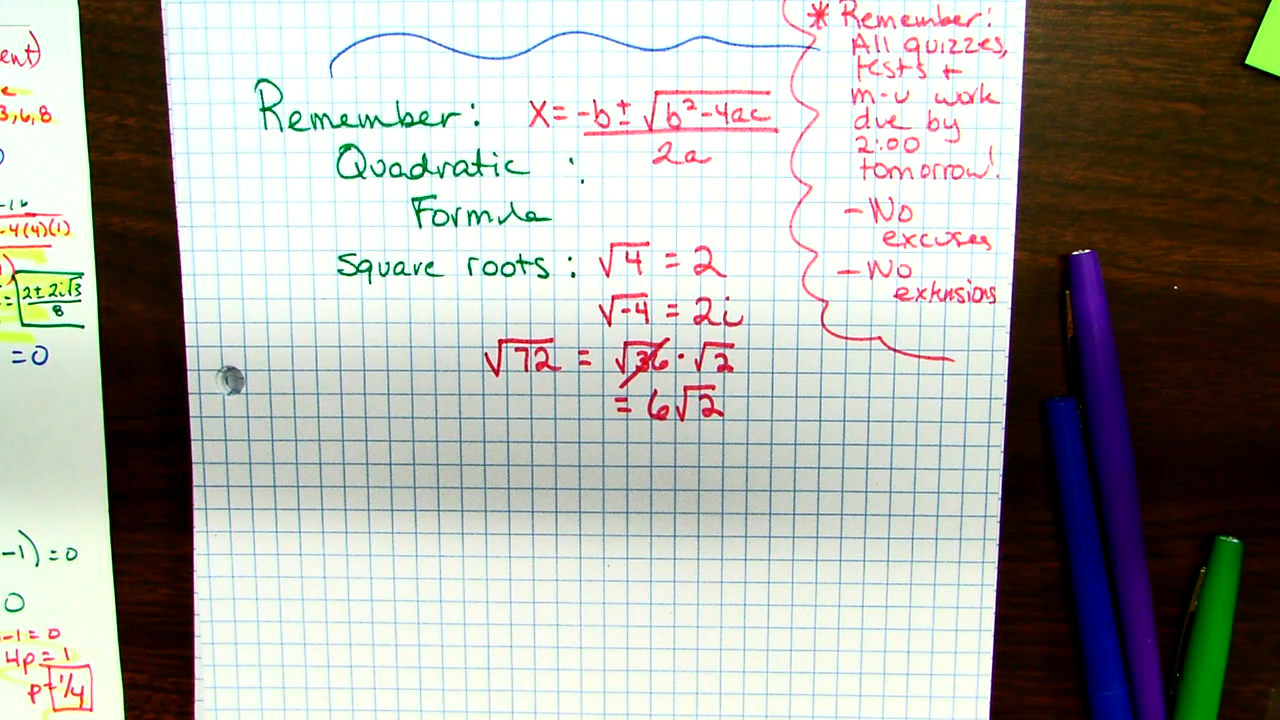 ent)
3,6,8
-4(4)(1)
= 2 ± 2i√3
8
= 0
-1) = 0
0
-1 = 0
4p = 1
p = 1/4
Remember: x = -b ± √b² - 4ac
2a
Quadratic :
Formula
Square roots : √4 = 2
√-4 = 2i
√72 = √36 · √2
= 6√2
* Remember:
All quizzes,
tests +
m-u work
due by
2:00
tomorrow!
- No
excuses
- No
extensions